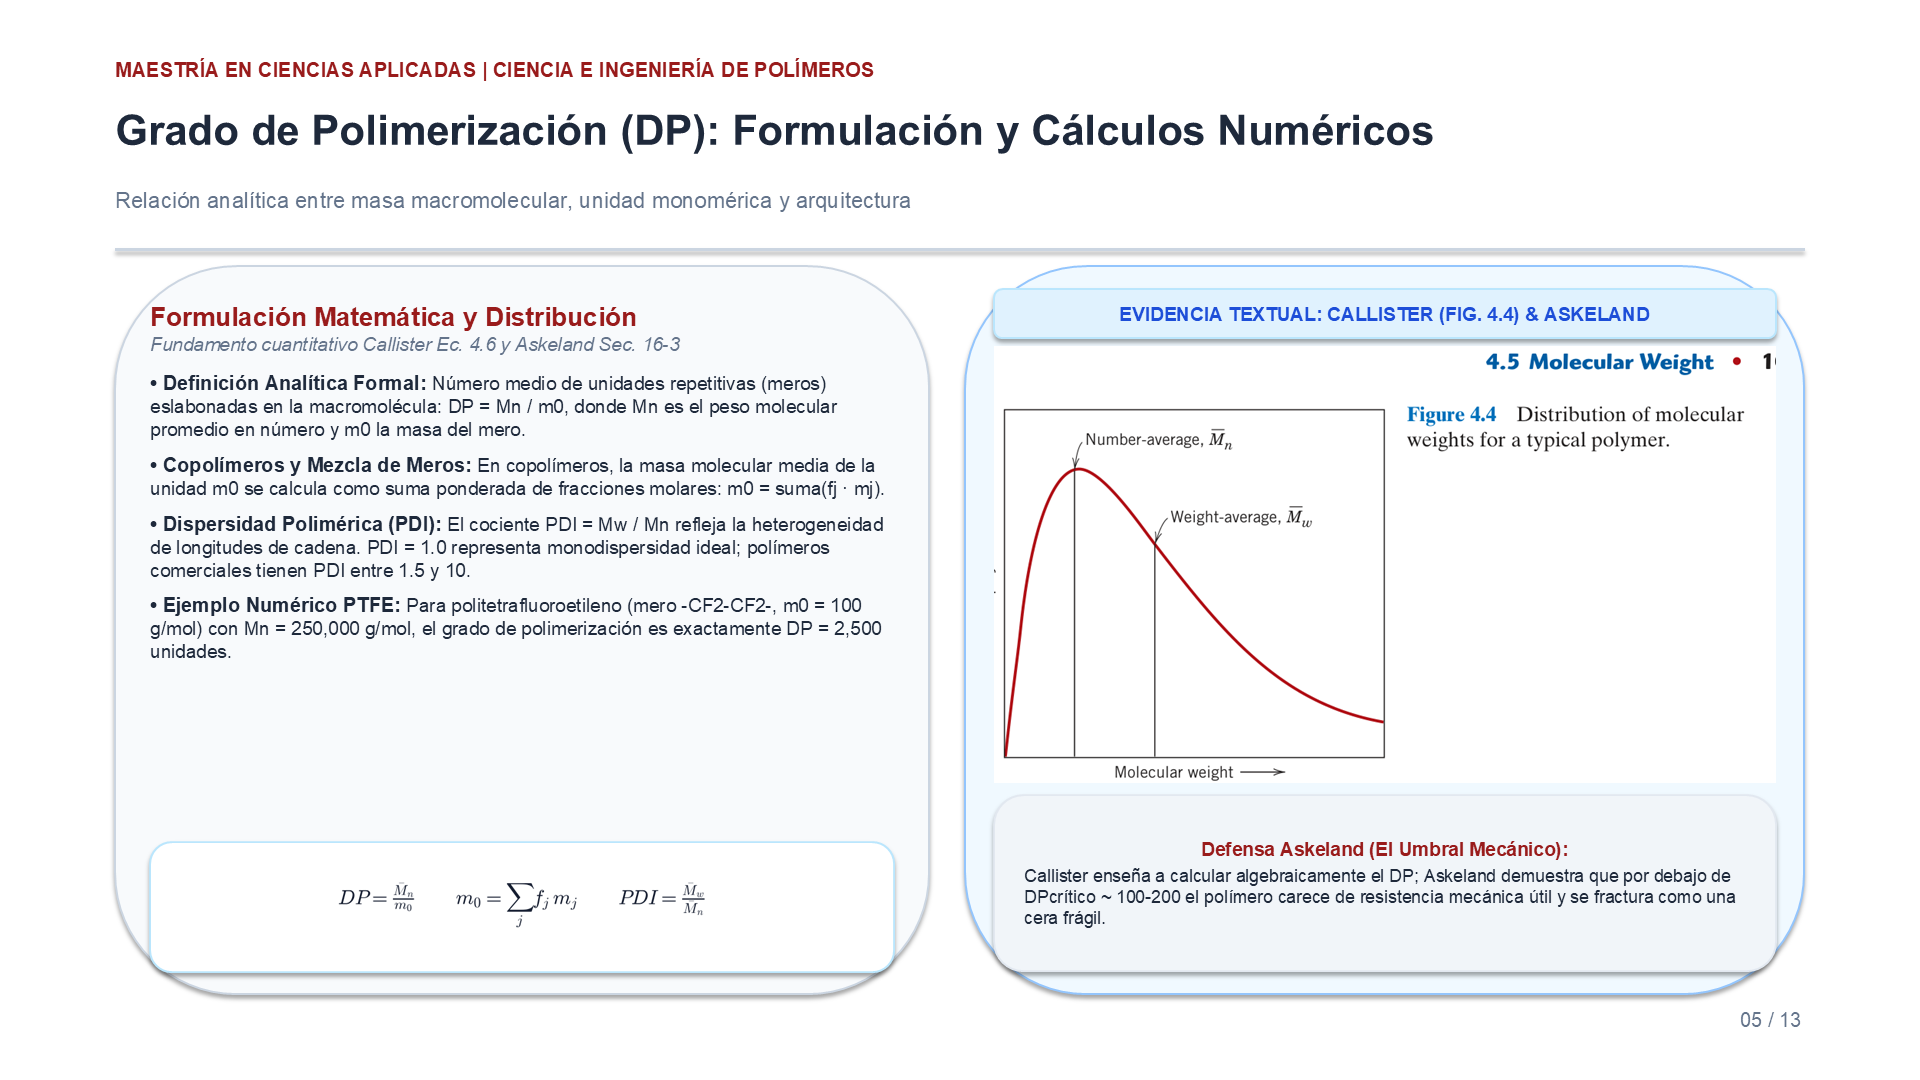 MAESTRÍA EN CIENCIAS APLICADAS | CIENCIA E INGENIERÍA DE POLÍMEROS
Grado de Polimerización (DP): Formulación y Cálculos Numéricos
Relación analítica entre masa macromolecular, unidad monomérica y arquitectura
Formulación Matemática y Distribución
Fundamento cuantitativo Callister Ec. 4.6 y Askeland Sec. 16-3
• Definición Analítica Formal: Número medio de unidades repetitivas (meros)
eslabonadas en la macromolécula: DP = Mn / m0, donde Mn es el peso molecular
promedio en número y m0 la masa del mero.
• Copolímeros y Mezcla de Meros: En copolímeros, la masa molecular media de la
unidad m0 se calcula como suma ponderada de fracciones molares: m0 = suma(fj · mj).
• Dispersidad Polimérica (PDI): El cociente PDI = Mw / Mn refleja la heterogeneidad
de longitudes de cadena. PDI = 1.0 representa monodispersidad ideal; polímeros
comerciales tienen PDI entre 1.5 y 10.
• Ejemplo Numérico PTFE: Para politetrafluoroetileno (mero -CF2-CF2-, m0 = 100
g/mol) con Mn = 250,000 g/mol, el grado de polimerización es exactamente DP = 2,500
unidades.
DP = M̄n / m0   m0 = ∑j fj mj   PDI = M̄w / M̄n
EVIDENCIA TEXTUAL: CALLISTER (FIG. 4.4) & ASKELAND
4.5 Molecular Weight •
Figure 4.4 Distribution of molecular
weights for a typical polymer.
Number-average, M̄n
Weight-average, M̄w
Molecular weight
Defensa Askeland (El Umbral Mecánico):
Callister enseña a calcular algebraicamente el DP; Askeland demuestra que por debajo de
DPcrítico ~ 100-200 el polímero carece de resistencia mecánica útil y se fractura como una
cera frágil.
05 / 13